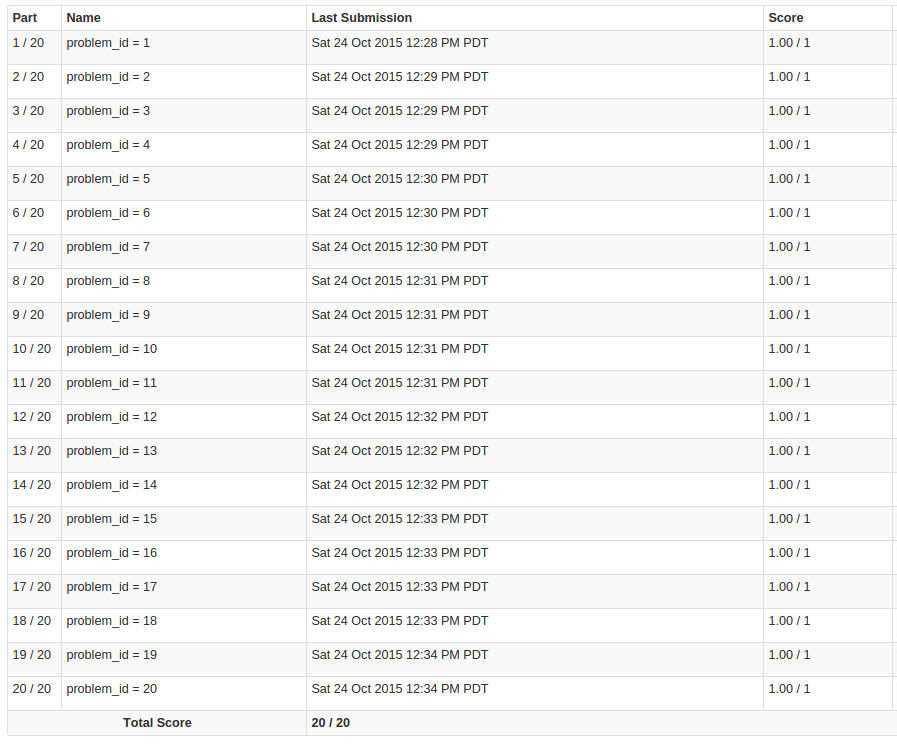 Part Name Last Submission Score
1 / 20 problem_id = 1 Sat 24 Oct 2015 12:28 PM PDT 1.00 / 1
2 / 20 problem_id = 2 Sat 24 Oct 2015 12:29 PM PDT 1.00 / 1
3 / 20 problem_id = 3 Sat 24 Oct 2015 12:29 PM PDT 1.00 / 1
4 / 20 problem_id = 4 Sat 24 Oct 2015 12:29 PM PDT 1.00 / 1
5 / 20 problem_id = 5 Sat 24 Oct 2015 12:30 PM PDT 1.00 / 1
6 / 20 problem_id = 6 Sat 24 Oct 2015 12:30 PM PDT 1.00 / 1
7 / 20 problem_id = 7 Sat 24 Oct 2015 12:30 PM PDT 1.00 / 1
8 / 20 problem_id = 8 Sat 24 Oct 2015 12:31 PM PDT 1.00 / 1
9 / 20 problem_id = 9 Sat 24 Oct 2015 12:31 PM PDT 1.00 / 1
10 / 20 problem_id = 10 Sat 24 Oct 2015 12:31 PM PDT 1.00 / 1
11 / 20 problem_id = 11 Sat 24 Oct 2015 12:31 PM PDT 1.00 / 1
12 / 20 problem_id = 12 Sat 24 Oct 2015 12:32 PM PDT 1.00 / 1
13 / 20 problem_id = 13 Sat 24 Oct 2015 12:32 PM PDT 1.00 / 1
14 / 20 problem_id = 14 Sat 24 Oct 2015 12:32 PM PDT 1.00 / 1
15 / 20 problem_id = 15 Sat 24 Oct 2015 12:33 PM PDT 1.00 / 1
16 / 20 problem_id = 16 Sat 24 Oct 2015 12:33 PM PDT 1.00 / 1
17 / 20 problem_id = 17 Sat 24 Oct 2015 12:33 PM PDT 1.00 / 1
18 / 20 problem_id = 18 Sat 24 Oct 2015 12:33 PM PDT 1.00 / 1
19 / 20 problem_id = 19 Sat 24 Oct 2015 12:34 PM PDT 1.00 / 1
20 / 20 problem_id = 20 Sat 24 Oct 2015 12:34 PM PDT 1.00 / 1
Total Score 20 / 20